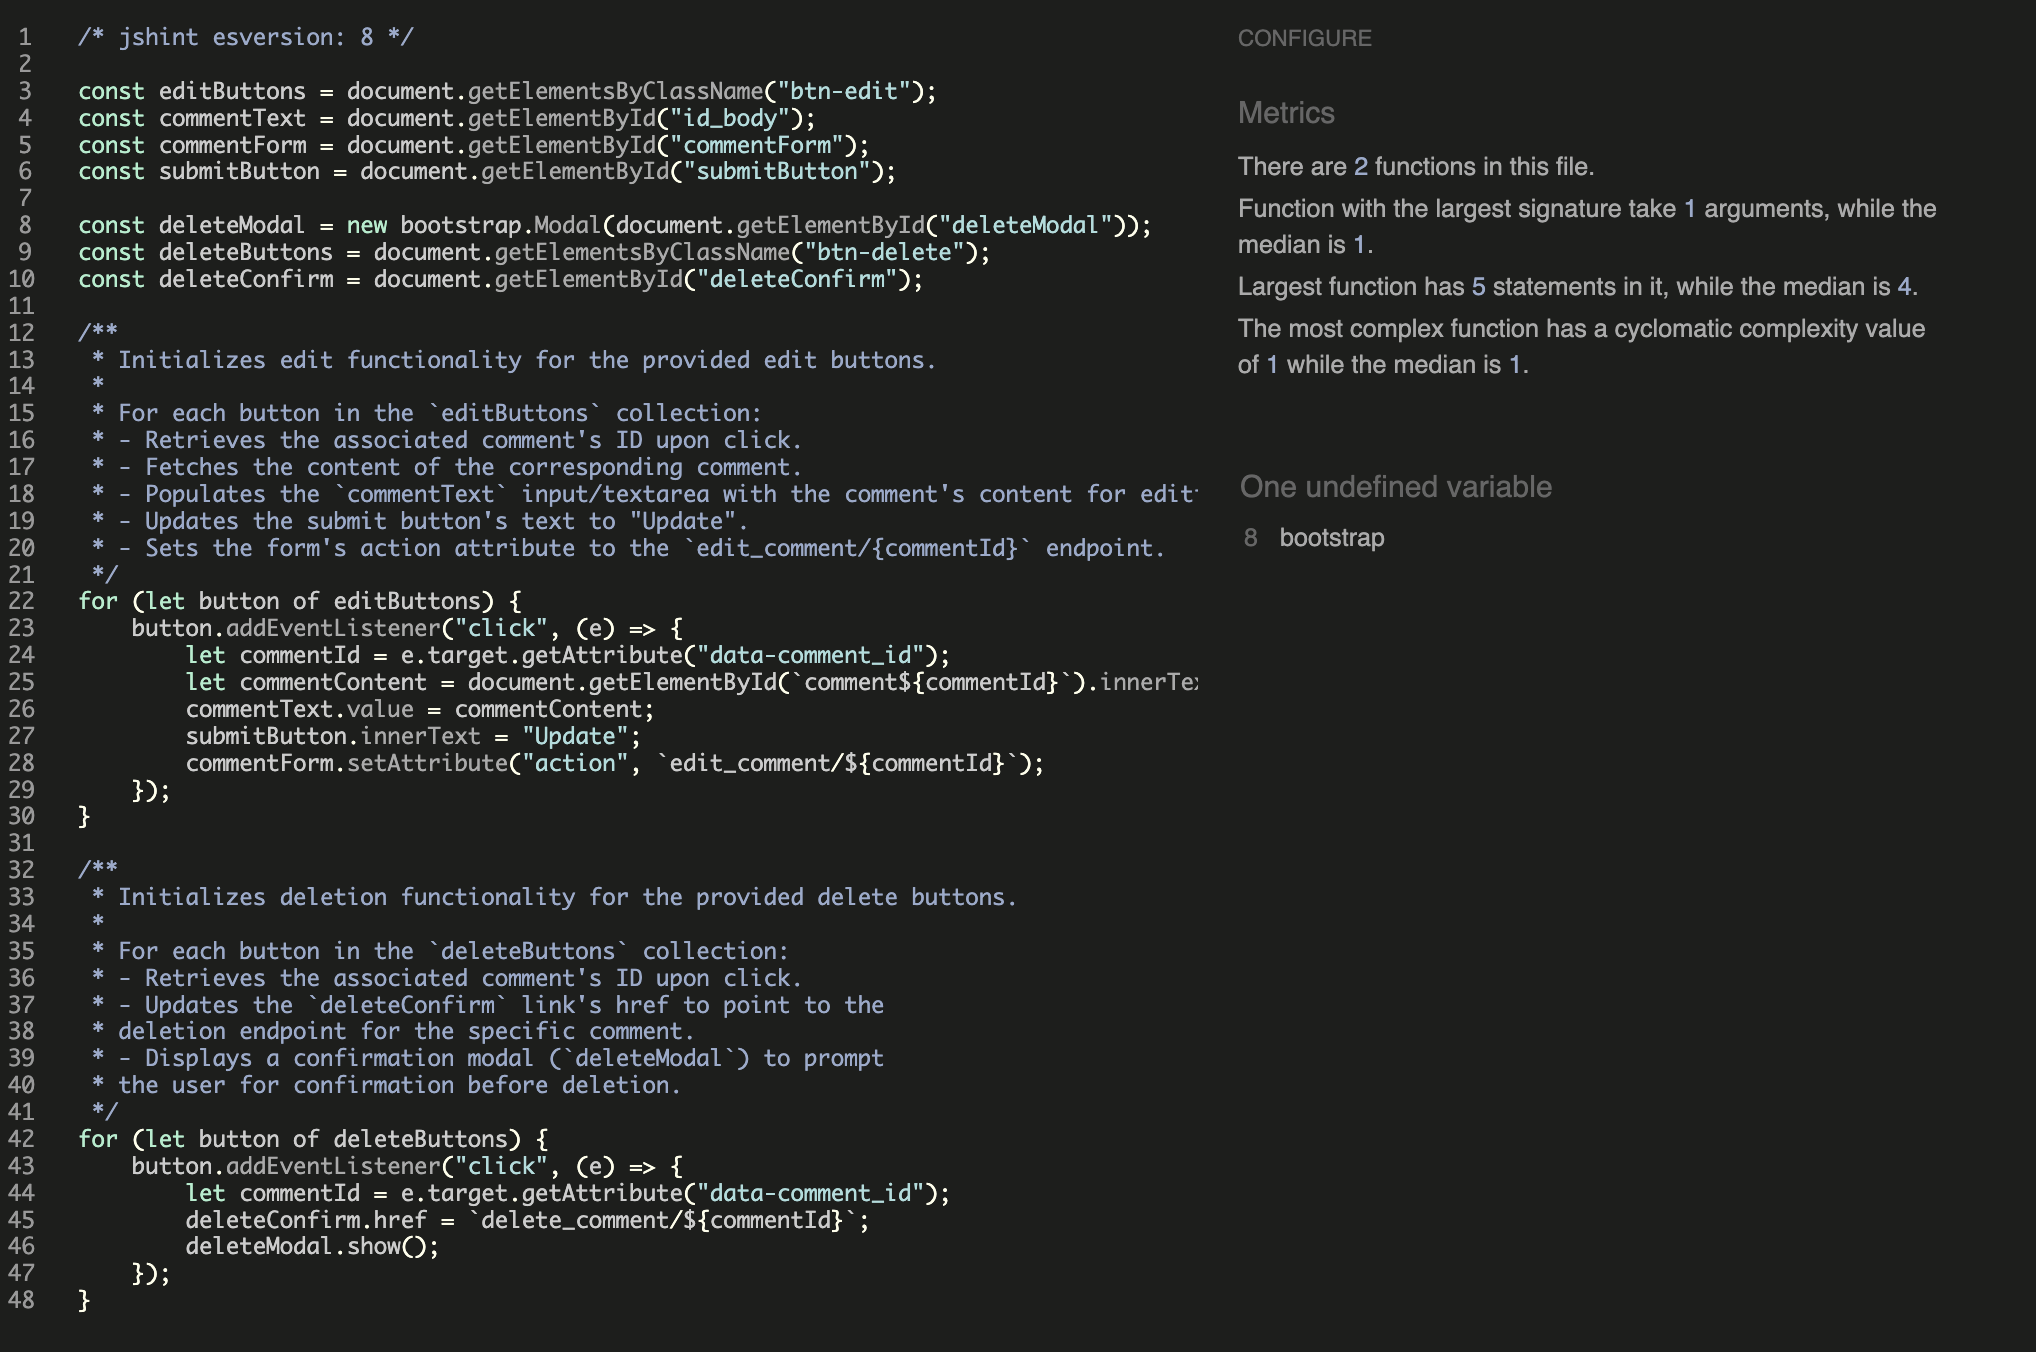 1 /* jshint esversion: 8 */
2
3 const editButtons = document.getElementsByClassName("btn-edit");
4 const commentText = document.getElementById("id_body");
5 const commentForm = document.getElementById("commentForm");
6 const submitButton = document.getElementById("submitButton");
7
8 const deleteModal = new bootstrap.Modal(document.getElementById("deleteModal"));
9 const deleteButtons = document.getElementsByClassName("btn-delete");
10 const deleteConfirm = document.getElementById("deleteConfirm");
11
12 /**
13  * Initializes edit functionality for the provided edit buttons.
14  *
15  * For each button in the `editButtons` collection:
16  * - Retrieves the associated comment's ID upon click.
17  * - Fetches the content of the corresponding comment.
18  * - Populates the `commentText` input/textarea with the comment's content for edit
19  * - Updates the submit button's text to "Update".
20  * - Sets the form's action attribute to the `edit_comment/{commentId}` endpoint.
21  */
22 for (let button of editButtons) {
23     button.addEventListener("click", (e) => {
24         let commentId = e.target.getAttribute("data-comment_id");
25         let commentContent = document.getElementById(`comment${commentId}`).innerTe
26         commentText.value = commentContent;
27         submitButton.innerText = "Update";
28         commentForm.setAttribute("action", `edit_comment/${commentId}`);
29     });
30 }
31
32 /**
33  * Initializes deletion functionality for the provided delete buttons.
34  *
35  * For each button in the `deleteButtons` collection:
36  * - Retrieves the associated comment's ID upon click.
37  * - Updates the `deleteConfirm` link's href to point to the
38  * deletion endpoint for the specific comment.
39  * - Displays a confirmation modal (`deleteModal`) to prompt
40  * the user for confirmation before deletion.
41  */
42 for (let button of deleteButtons) {
43     button.addEventListener("click", (e) => {
44         let commentId = e.target.getAttribute("data-comment_id");
45         deleteConfirm.href = `delete_comment/${commentId}`;
46         deleteModal.show();
47     });
48 }
CONFIGURE
Metrics
There are 2 functions in this file.
Function with the largest signature take 1 arguments, while the
median is 1.
Largest function has 5 statements in it, while the median is 4.
The most complex function has a cyclomatic complexity value
of 1 while the median is 1.
One undefined variable
8 bootstrap